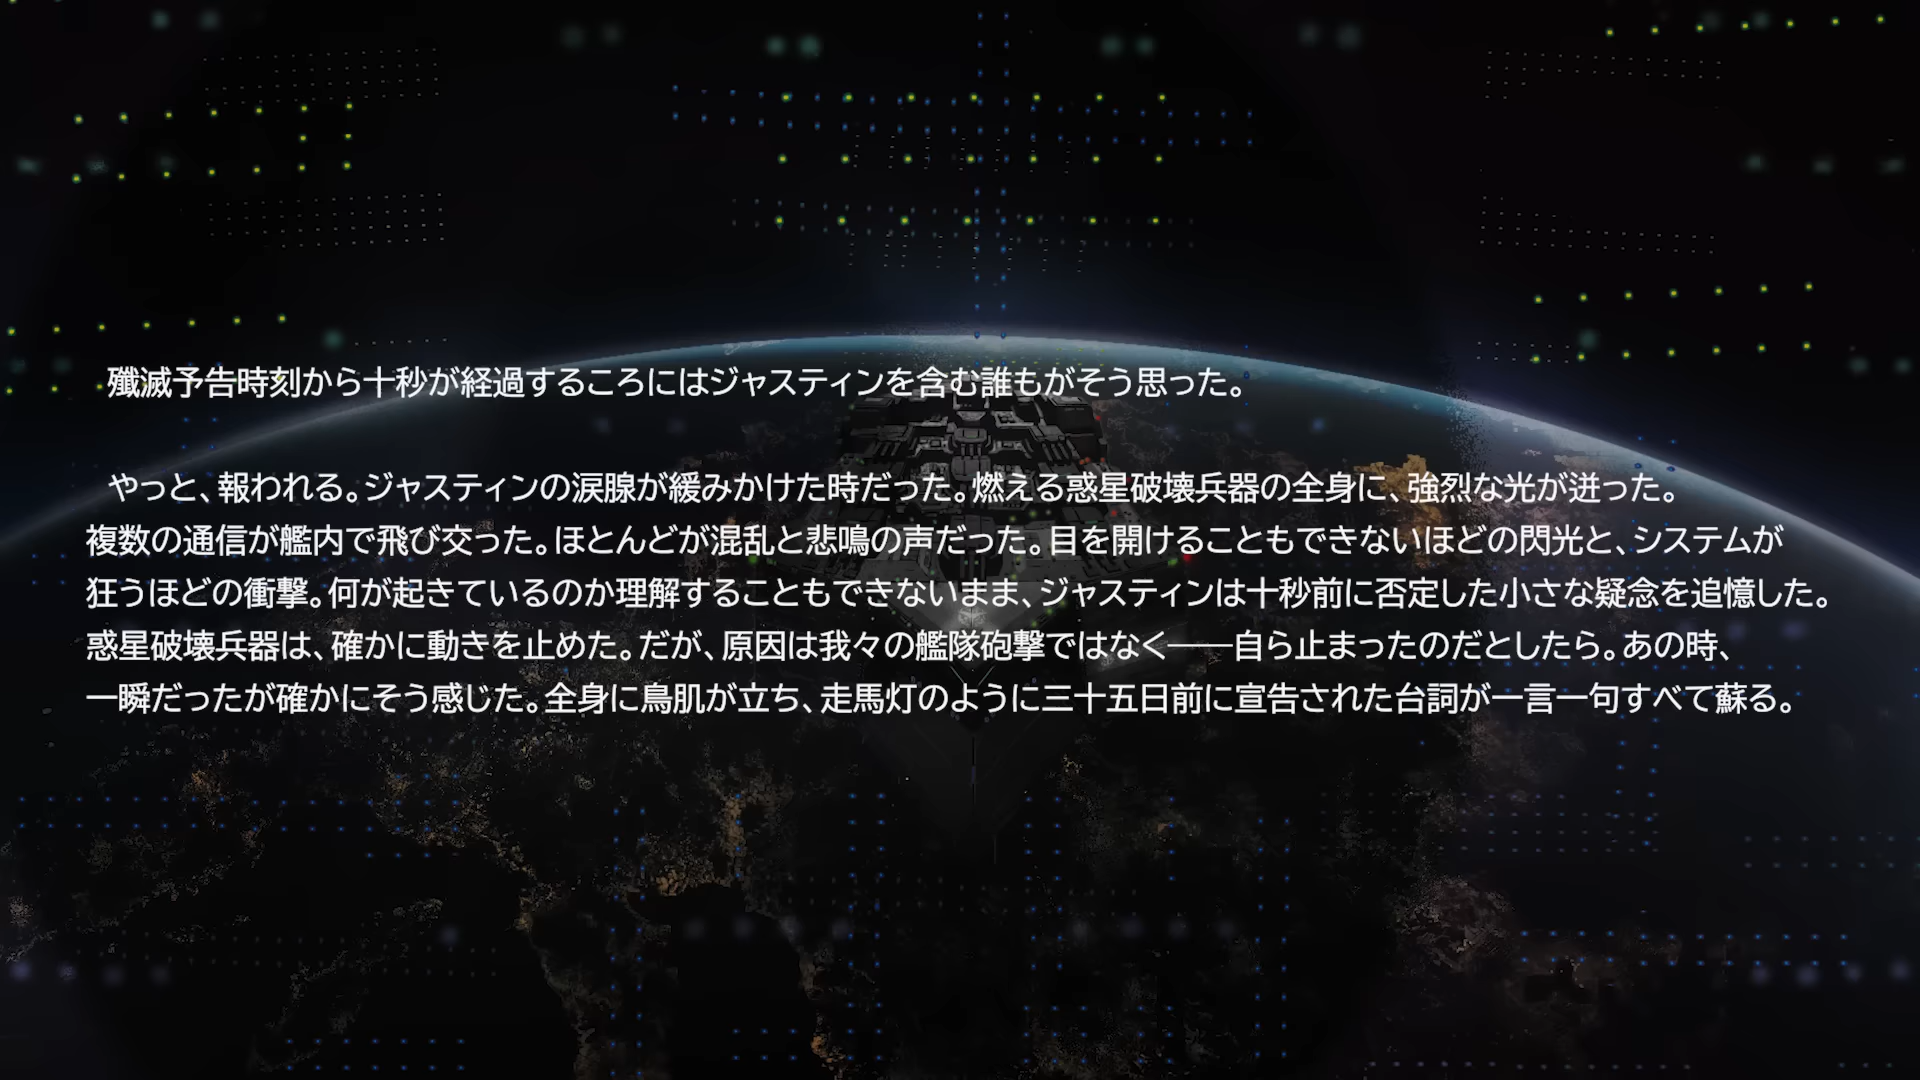 殲滅予告時刻から十秒が経過するころにはジャスティンを含む誰もがそう思った。
やっと、報われる。ジャスティンの涙腺が緩みかけた時だった。燃える惑星破壊兵器の全身に、強烈な光が迸った。
複数の通信が艦内で飛び交った。ほとんどが混乱と悲鳴の声だった。目を開けることもできないほどの閃光と、システムが
狂うほどの衝撃。何が起きているのか理解することもできないまま、ジャスティンは十秒前に否定した小さな疑念を追憶した。
惑星破壊兵器は、確かに動きを止めた。だが、原因は我々の艦隊砲撃ではなく――自ら止まったのだとしたら。あの時、
一瞬だったが確かにそう感じた。全身に鳥肌が立ち、走馬灯のように三十五日前に宣告された台詞が一言一句すべて蘇る。